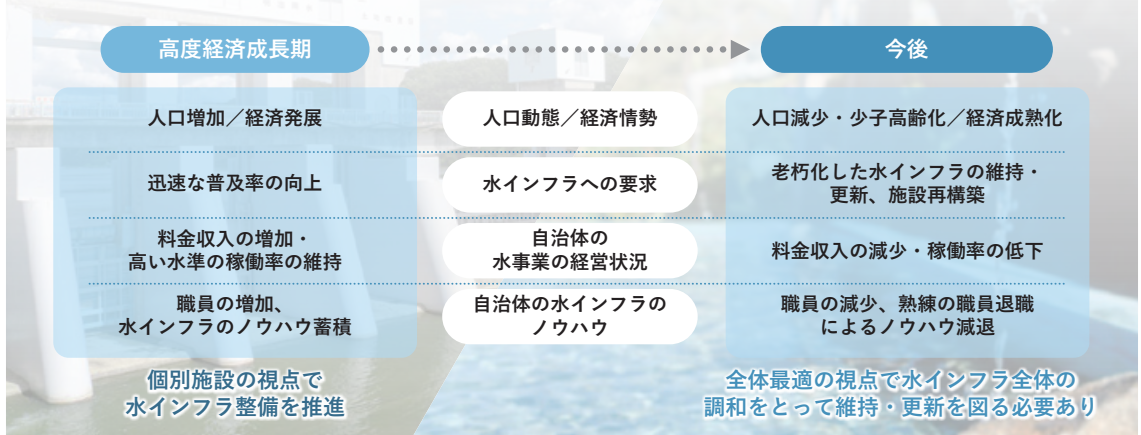 高度経済成長期
今後
人口増加／経済発展
人口動態／経済情勢
人口減少・少子高齢化／経済成熟化
迅速な普及率の向上
水インフラへの要求
老朽化した水インフラの維持・
更新、施設再構築
料金収入の増加・
高い水準の稼働率の維持
自治体の
水事業の経営状況
料金収入の減少・稼働率の低下
職員の増加、
水インフラのノウハウ蓄積
自治体の水インフラの
ノウハウ
職員の減少、熟練の職員退職
によるノウハウ減退
個別施設の視点で
水インフラ整備を推進
全体最適の視点で水インフラ全体の
調和をとって維持・更新を図る必要あり